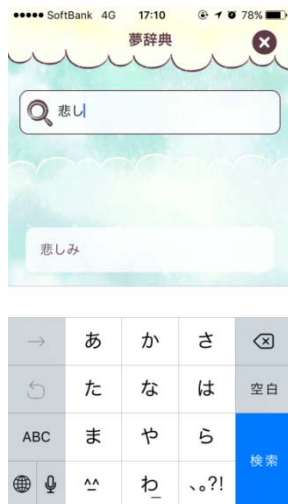 SoftBank 4G 17:10 78%
夢辞典
悲し
悲しみ
→ あ か さ
た な は 空白
ABC ま や ら 検索
^^ わ_ 、。?!